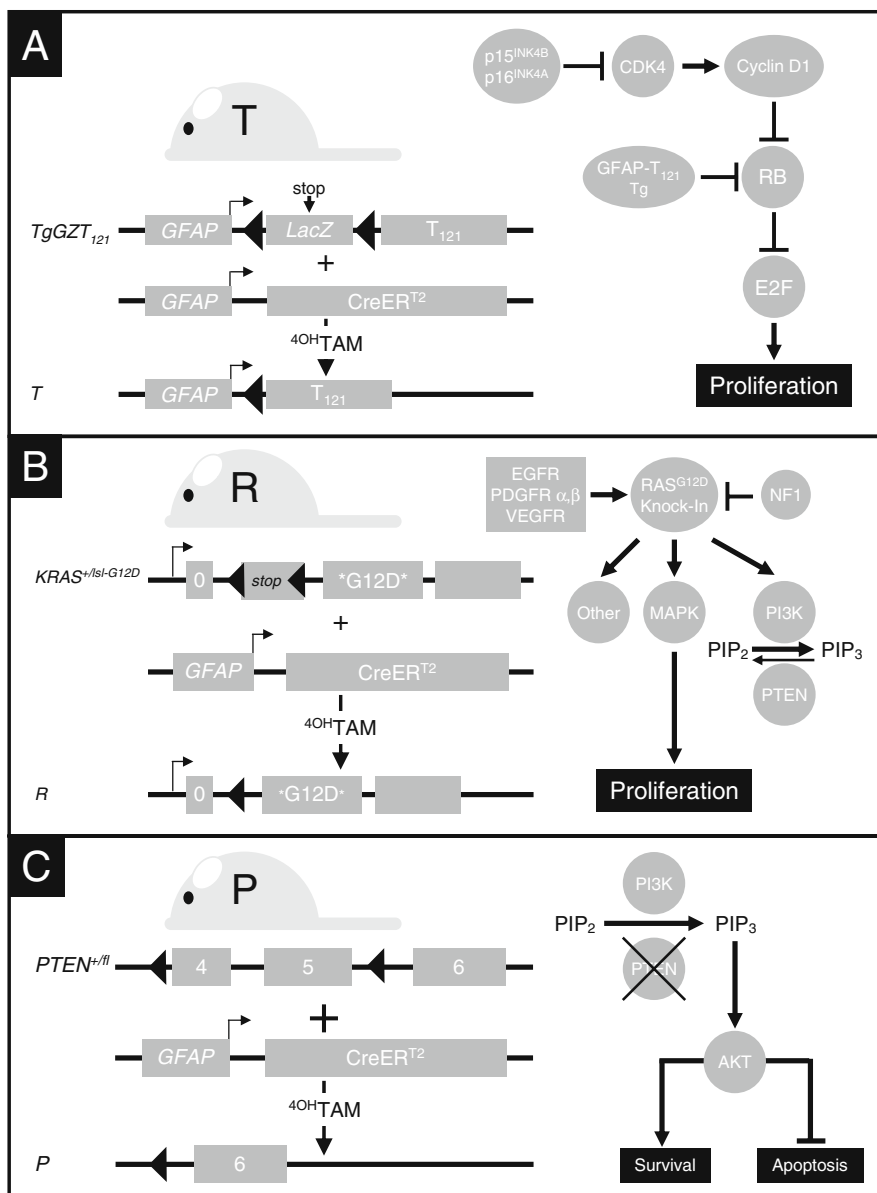 A
T
TgGZT₁₂₁
GFAP
stop
LacZ
T₁₂₁
+
GFAP
CreERᵀ²
⁴ᴼᴴTAM
T
GFAP
T₁₂₁
p15ᴵᴺᴷ⁴ᴮ
p16ᴵᴺᴷ⁴ᴬ
CDK4
Cyclin D1
GFAP-T₁₂₁
Tg
RB
E2F
Proliferation
B
R
KRAS⁺/lsl-G12D
0
stop
*G12D*
+
GFAP
CreERᵀ²
⁴ᴼᴴTAM
R
0
*G12D*
EGFR
PDGFR α,β
VEGFR
RASᴳ¹²ᴰ
Knock-In
NF1
Other
MAPK
PI3K
PIP₂
PIP₃
PTEN
Proliferation
C
P
PTEN⁺/fl
4
5
6
+
GFAP
CreERᵀ²
⁴ᴼᴴTAM
P
6
PI3K
PIP₂
PIP₃
PTEN
AKT
Survival
Apoptosis